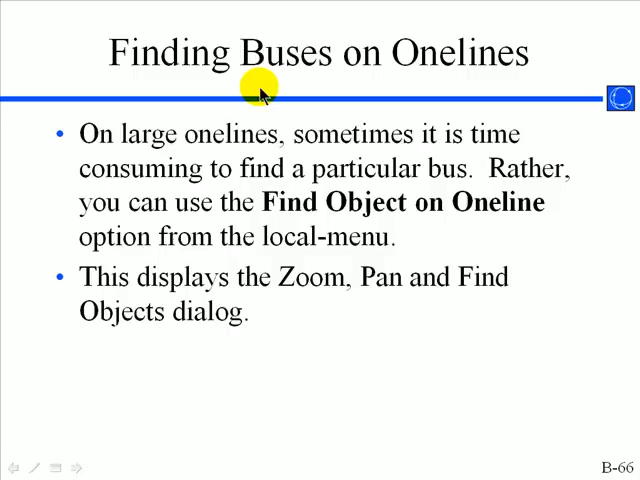 Finding Buses on Onelines
• On large onelines, sometimes it is time
consuming to find a particular bus.  Rather,
you can use the Find Object on Oneline
option from the local-menu.
• This displays the Zoom, Pan and Find
Objects dialog.
B-66